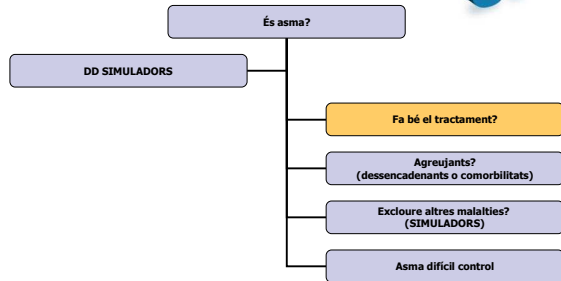 És asma?
DD SIMULADORS
Fa bé el tractament?
Agreujants?
(dessencadenants o comorbilitats)
Excloure altres malalties?
(SIMULADORS)
Asma difícil control